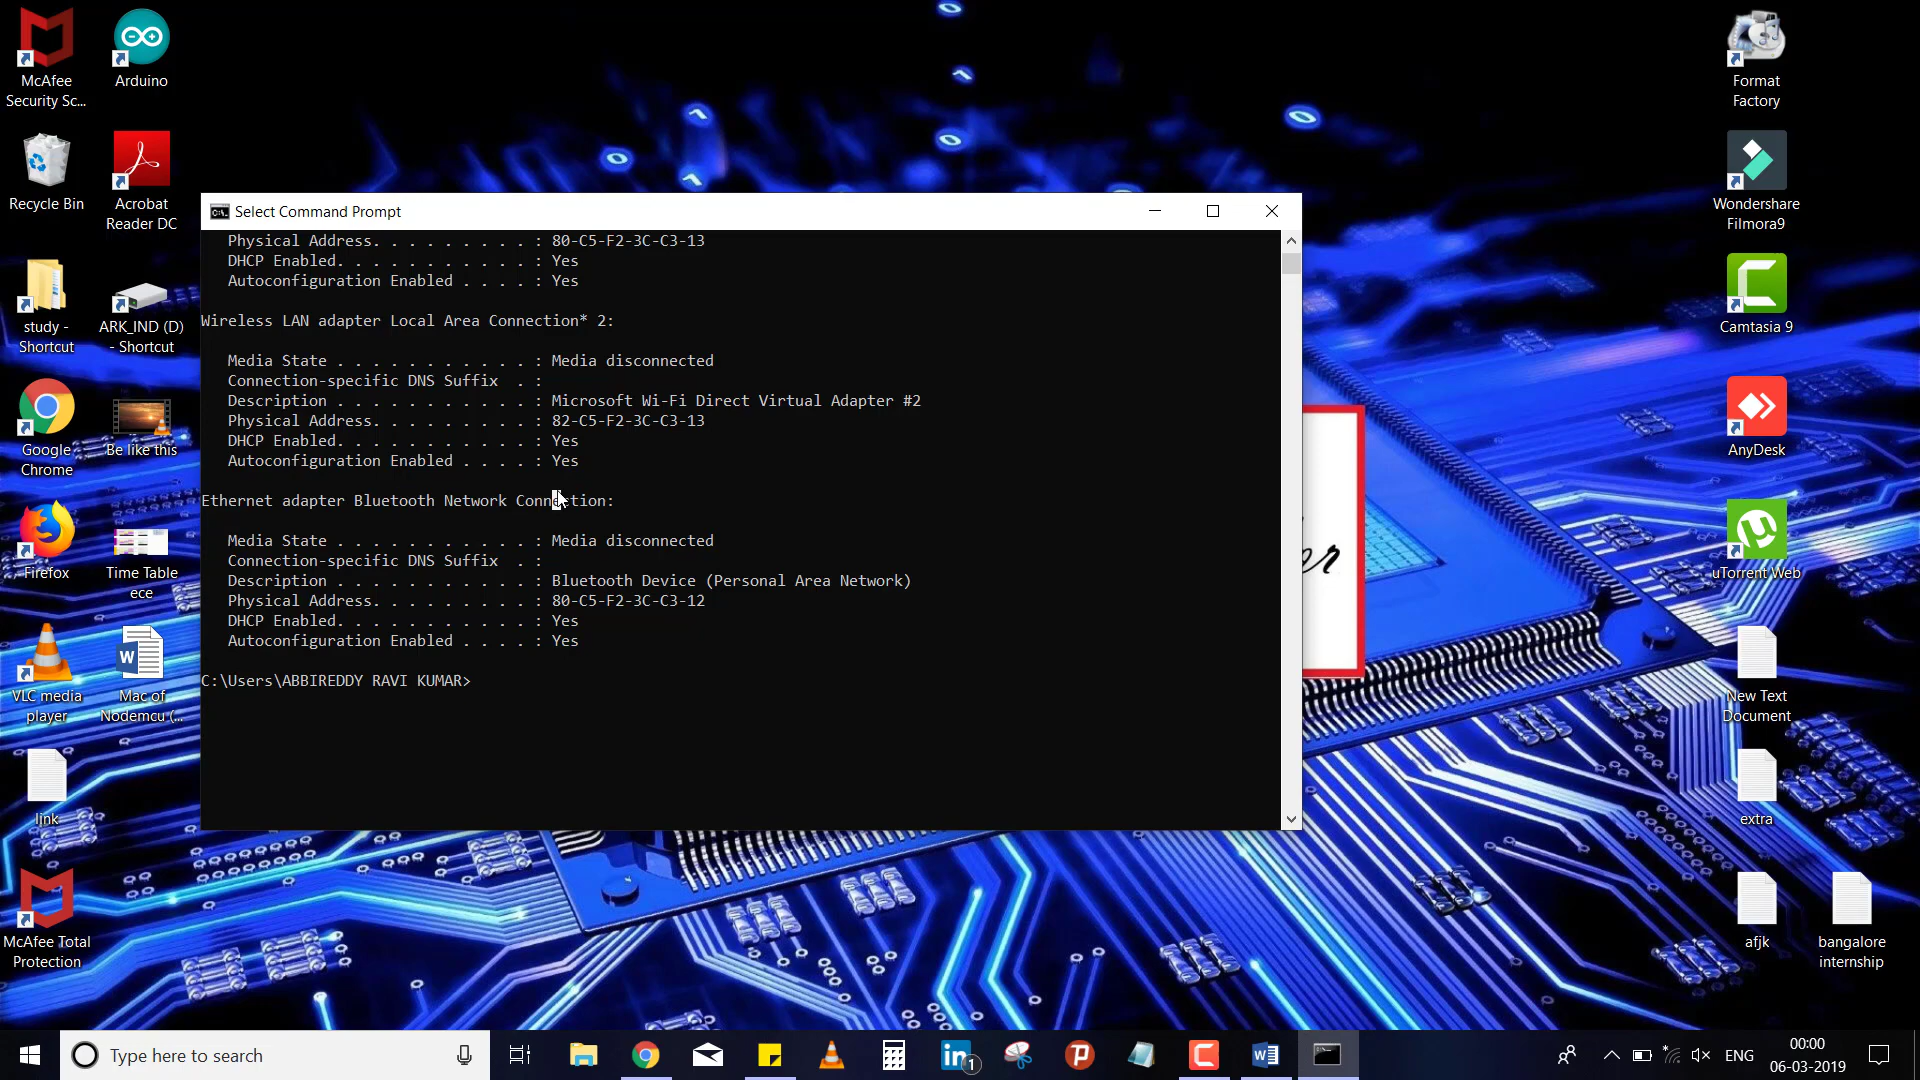 McAfee
Security Sc...
Arduino
Recycle Bin
Acrobat
Reader DC
study -
Shortcut
ARK_IND (D)
- Shortcut
Google
Chrome
Be like this
Firefox
Time Table
ece
VLC media
player
Mac of
Nodemcu (...
link
McAfee Total
Protection
Select Command Prompt
Physical Address. . . . . . . . . : 80-C5-F2-3C-C3-13
DHCP Enabled. . . . . . . . . . . : Yes
Autoconfiguration Enabled . . . . : Yes
Wireless LAN adapter Local Area Connection* 2:
Media State . . . . . . . . . . . : Media disconnected
Connection-specific DNS Suffix  . :
Description . . . . . . . . . . . : Microsoft Wi-Fi Direct Virtual Adapter #2
Physical Address. . . . . . . . . : 82-C5-F2-3C-C3-13
DHCP Enabled. . . . . . . . . . . : Yes
Autoconfiguration Enabled . . . . : Yes
Ethernet adapter Bluetooth Network Connection:
Media State . . . . . . . . . . . : Media disconnected
Connection-specific DNS Suffix  . :
Description . . . . . . . . . . . : Bluetooth Device (Personal Area Network)
Physical Address. . . . . . . . . : 80-C5-F2-3C-C3-12
DHCP Enabled. . . . . . . . . . . : Yes
Autoconfiguration Enabled . . . . : Yes
C:\Users\ABBIREDDY RAVI KUMAR>
Format
Factory
Wondershare
Filmora9
Camtasia 9
AnyDesk
uTorrent Web
New Text
Document
extra
afjk
bangalore
internship
Type here to search
1
ENG
00:00
06-03-2019